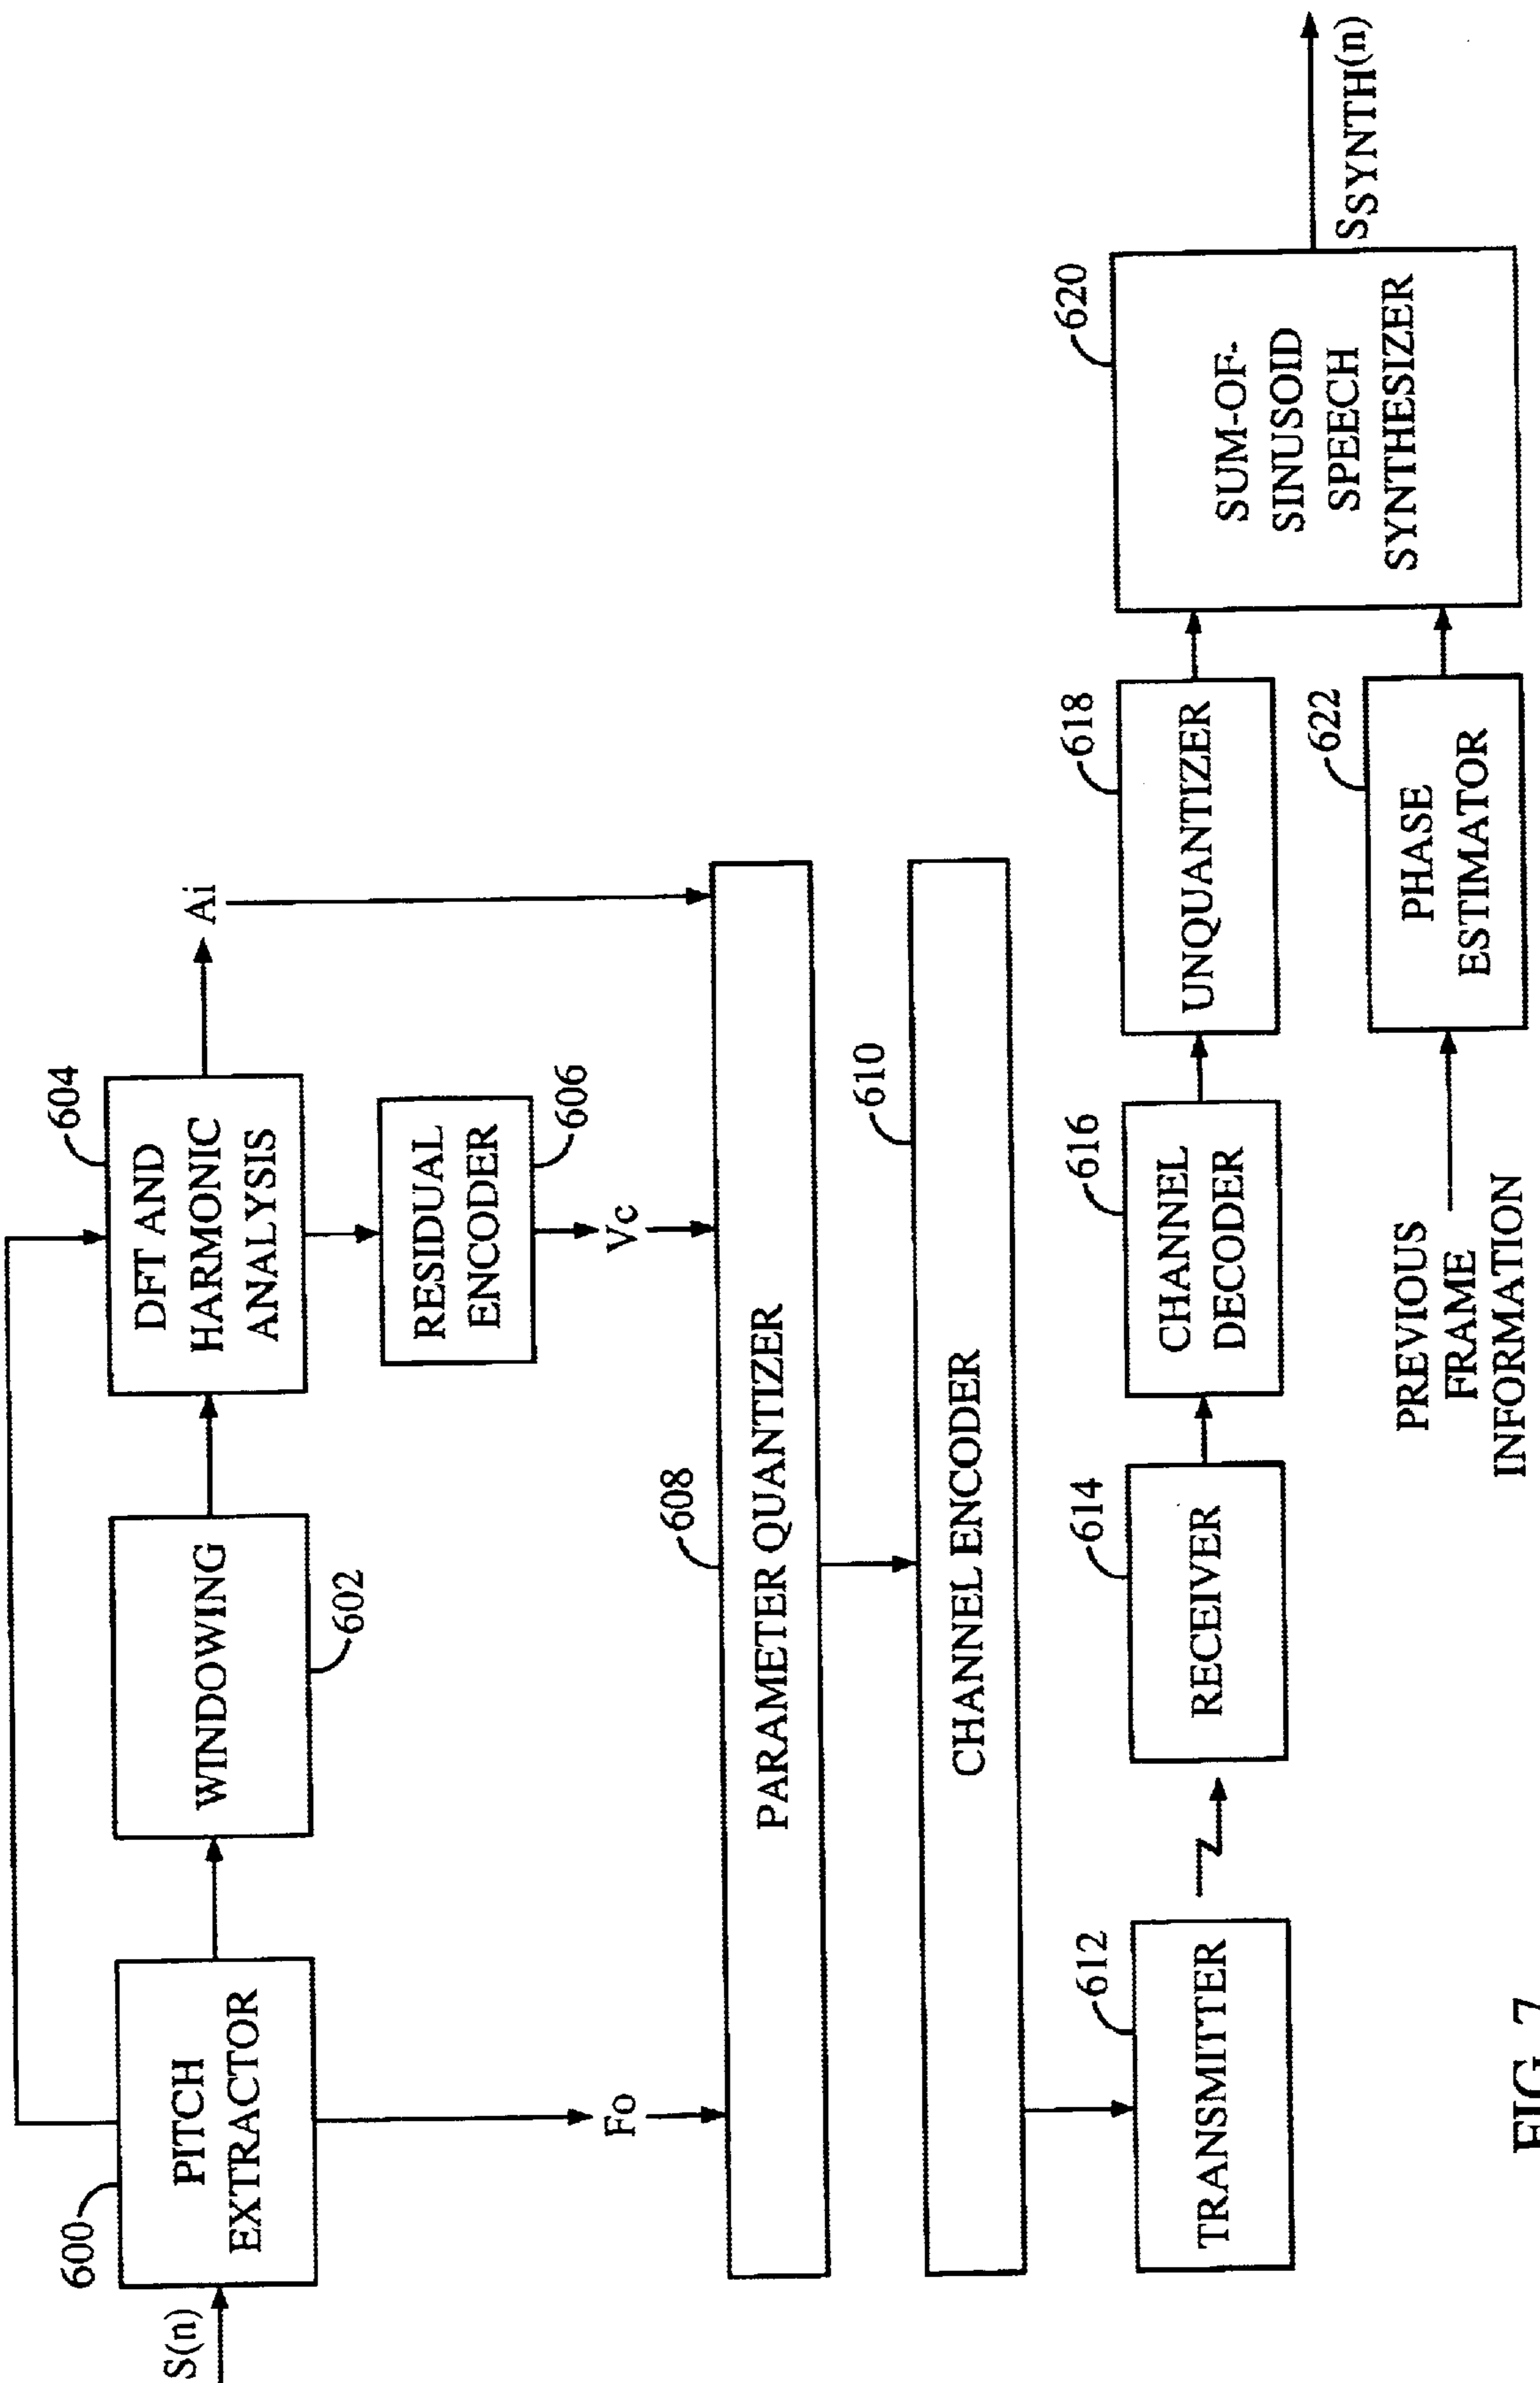 S(n)
600
PITCH
EXTRACTOR
WINDOWING
602
604
DFT AND
HARMONIC
ANALYSIS
Ai
RESIDUAL
ENCODER
606
Fo
Vc
608
PARAMETER QUANTIZER
610
CHANNEL ENCODER
612
TRANSMITTER
614
RECEIVER
616
CHANNEL
DECODER
618
UNQUANTIZER
620
SUM-OF-
SINUSOID
SPEECH
SYNTHESIZER
SSYNTH(n)
622
PHASE
ESTIMATOR
PREVIOUS
FRAME
INFORMATION
FIG. 7